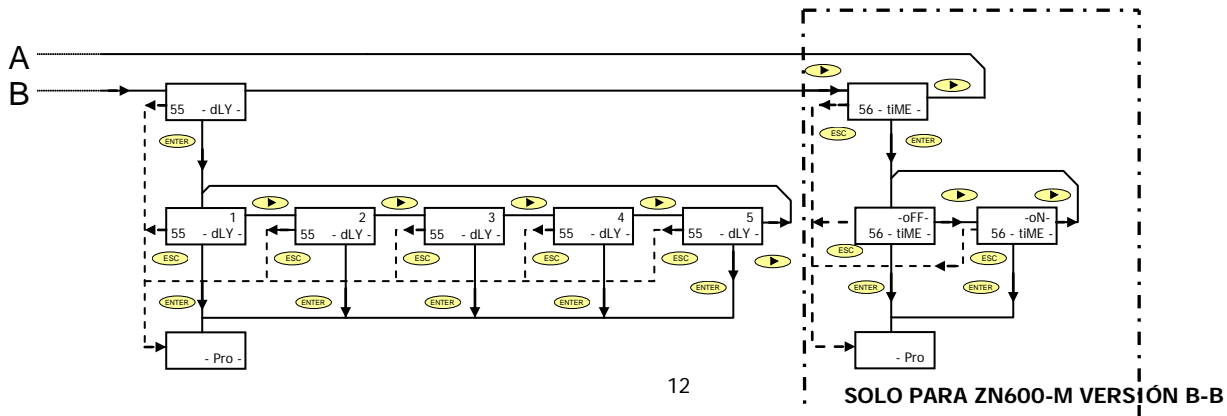 A
B
55 - dLY -
56 - tiME -
ESC
ENTER
ENTER
1
55 - dLY -
2
55 - dLY -
3
55 - dLY -
4
55 - dLY -
5
55 - dLY -
-oFF-
56 - tiME -
-oN-
56 - tiME -
ESC
ESC
ESC
ESC
ESC
ESC
ESC
ENTER
ENTER
ENTER
ENTER
ENTER
ENTER
ENTER
- Pro -
- Pro
12
SOLO PARA ZN600-M VERSIÓN B-B